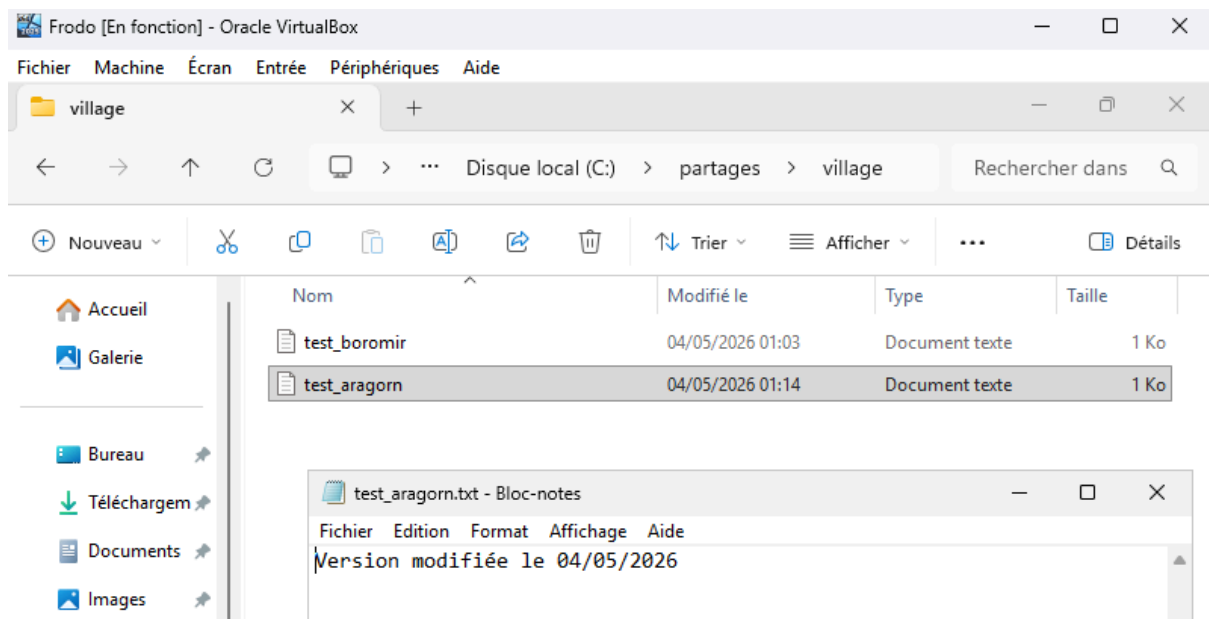 Frodo [En fonction] - Oracle VirtualBox
Fichier Machine Écran Entrée Périphériques Aide
village
Disque local (C:) > partages > village Rechercher dans
Nouveau Trier Afficher ... Détails
Nom Modifié le Type Taille
Accueil
test_boromir 04/05/2026 01:03 Document texte 1 Ko
Galerie
test_aragorn 04/05/2026 01:14 Document texte 1 Ko
Bureau
Téléchargem
Documents
Images
test_aragorn.txt - Bloc-notes
Fichier Edition Format Affichage Aide
Version modifiée le 04/05/2026